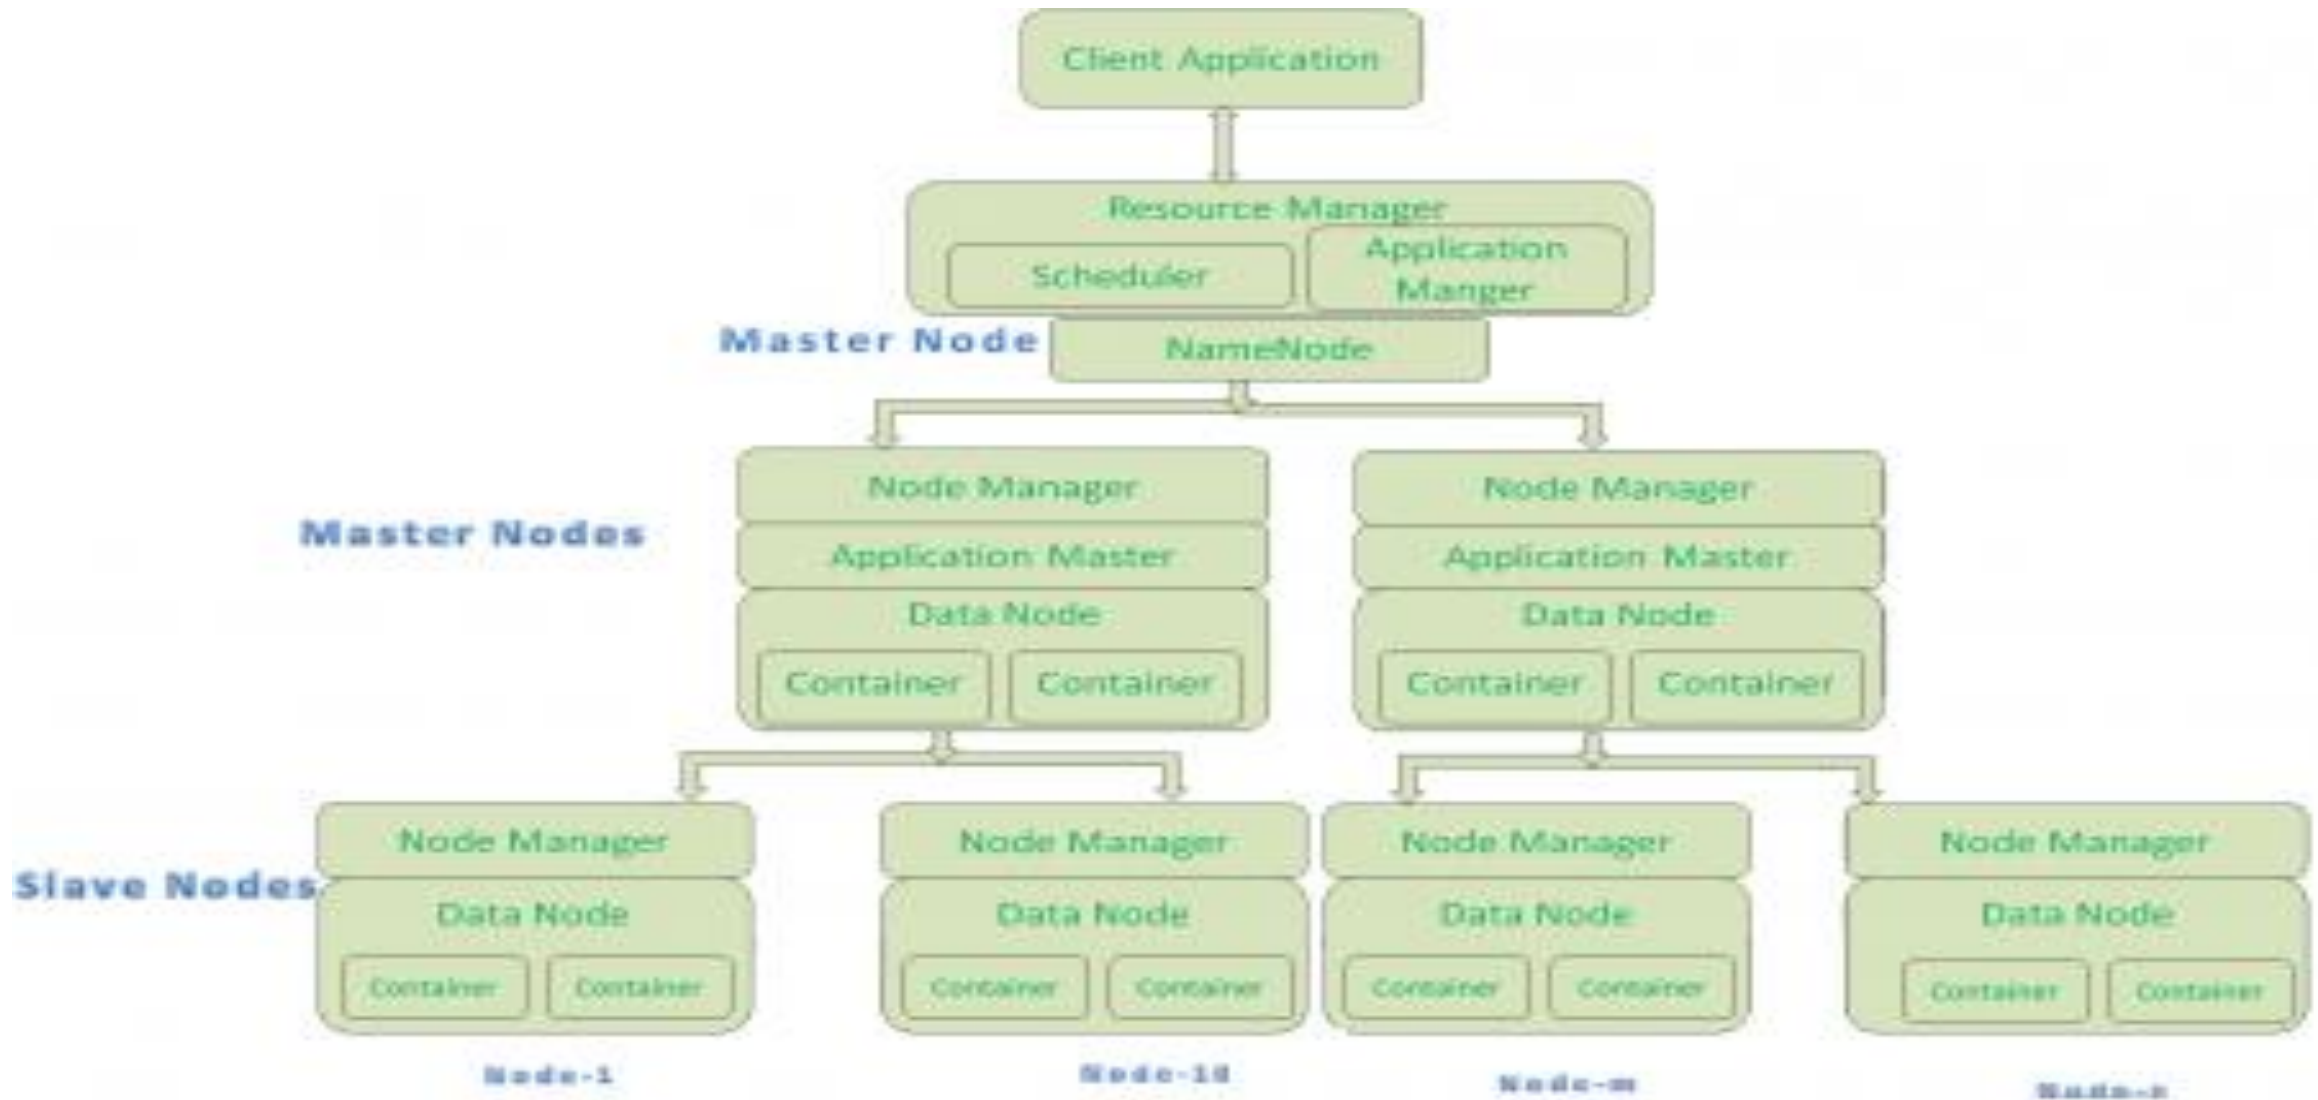 Client Application
Resource Manager
Scheduler
Application
Manger
Master Node
NameNode
Node Manager
Node Manager
Master Nodes
Application Master
Application Master
Data Node
Data Node
Container
Container
Container
Container
Node Manager
Node Manager
Node Manager
Node Manager
Slave Nodes
Data Node
Data Node
Data Node
Data Node
Container
Container
Container
Container
Container
Container
Container
Container
Node-1
Node-m